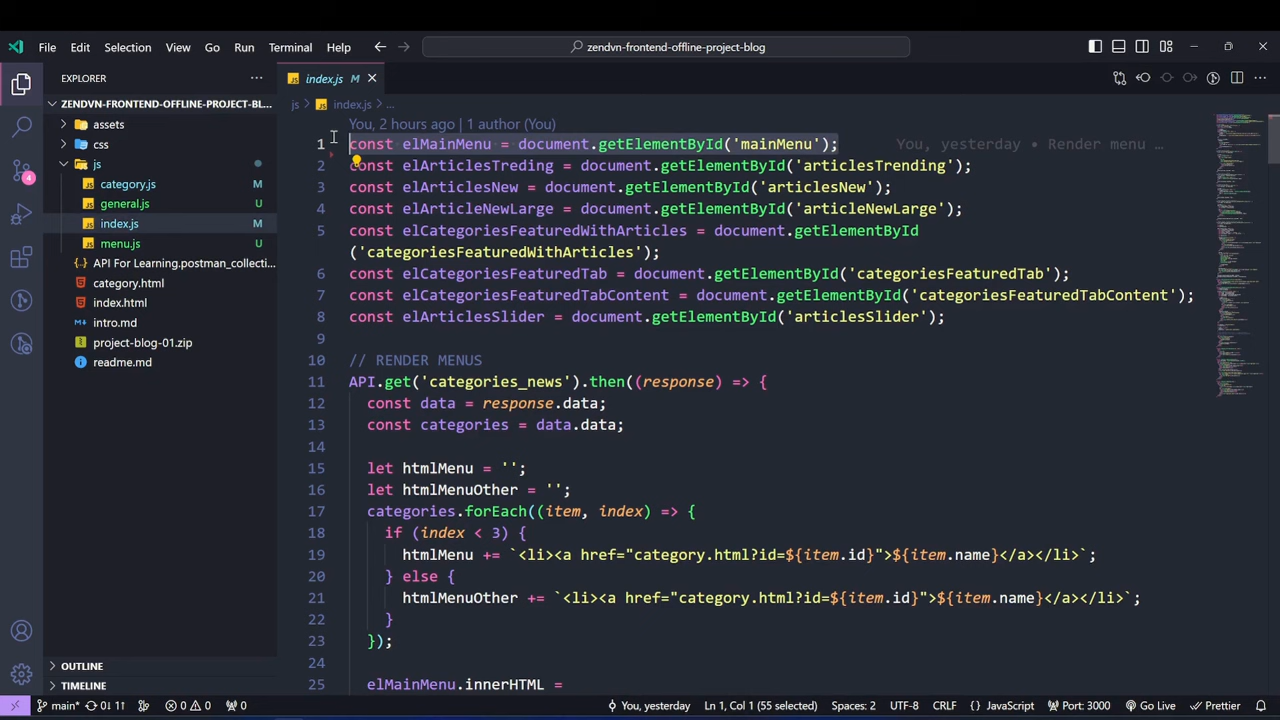 File Edit Selection View Go Run Terminal Help
zendvn-frontend-offline-project-blog
EXPLORER
ZENDVN-FRONTEND-OFFLINE-PROJECT-BL...
assets
css
js
JS category.js M
JS general.js U
JS index.js M
JS menu.js U
API For Learning.postman_collecti...
category.html
index.html
intro.md
project-blog-01.zip
readme.md
OUTLINE
TIMELINE
4
JS index.js M
js > JS index.js > ...
You, 2 hours ago | 1 author (You)
1 const elMainMenu = document.getElementById('mainMenu'); You, yesterday • Render menu …
2 const elArticlesTrending = document.getElementById('articlesTrending');
3 const elArticlesNew = document.getElementById('articlesNew');
4 const elArticleNewLarge = document.getElementById('articleNewLarge');
5 const elCategoriesFeaturedWithArticles = document.getElementById
('categoriesFeaturedWithArticles');
6 const elCategoriesFeaturedTab = document.getElementById('categoriesFeaturedTab');
7 const elCategoriesFeaturedTabContent = document.getElementById('categoriesFeaturedTabContent');
8 const elArticlesSlider = document.getElementById('articlesSlider');
9
10 // RENDER MENUS
11 API.get('categories_news').then((response) => {
12 const data = response.data;
13 const categories = data.data;
14
15 let htmlMenu = '';
16 let htmlMenuOther = '';
17 categories.forEach((item, index) => {
18 if (index < 3) {
19 htmlMenu += `<li><a href="category.html?id=${item.id}">${item.name}</a></li>`;
20 } else {
21 htmlMenuOther += `<li><a href="category.html?id=${item.id}">${item.name}</a></li>`;
22 }
23 });
24
25 elMainMenu.innerHTML =
main* 0↓ 1↑ 0 0 0 You, yesterday Ln 1, Col 1 (55 selected) Spaces: 2 UTF-8 CRLF {} JavaScript Port: 3000 Go Live Prettier